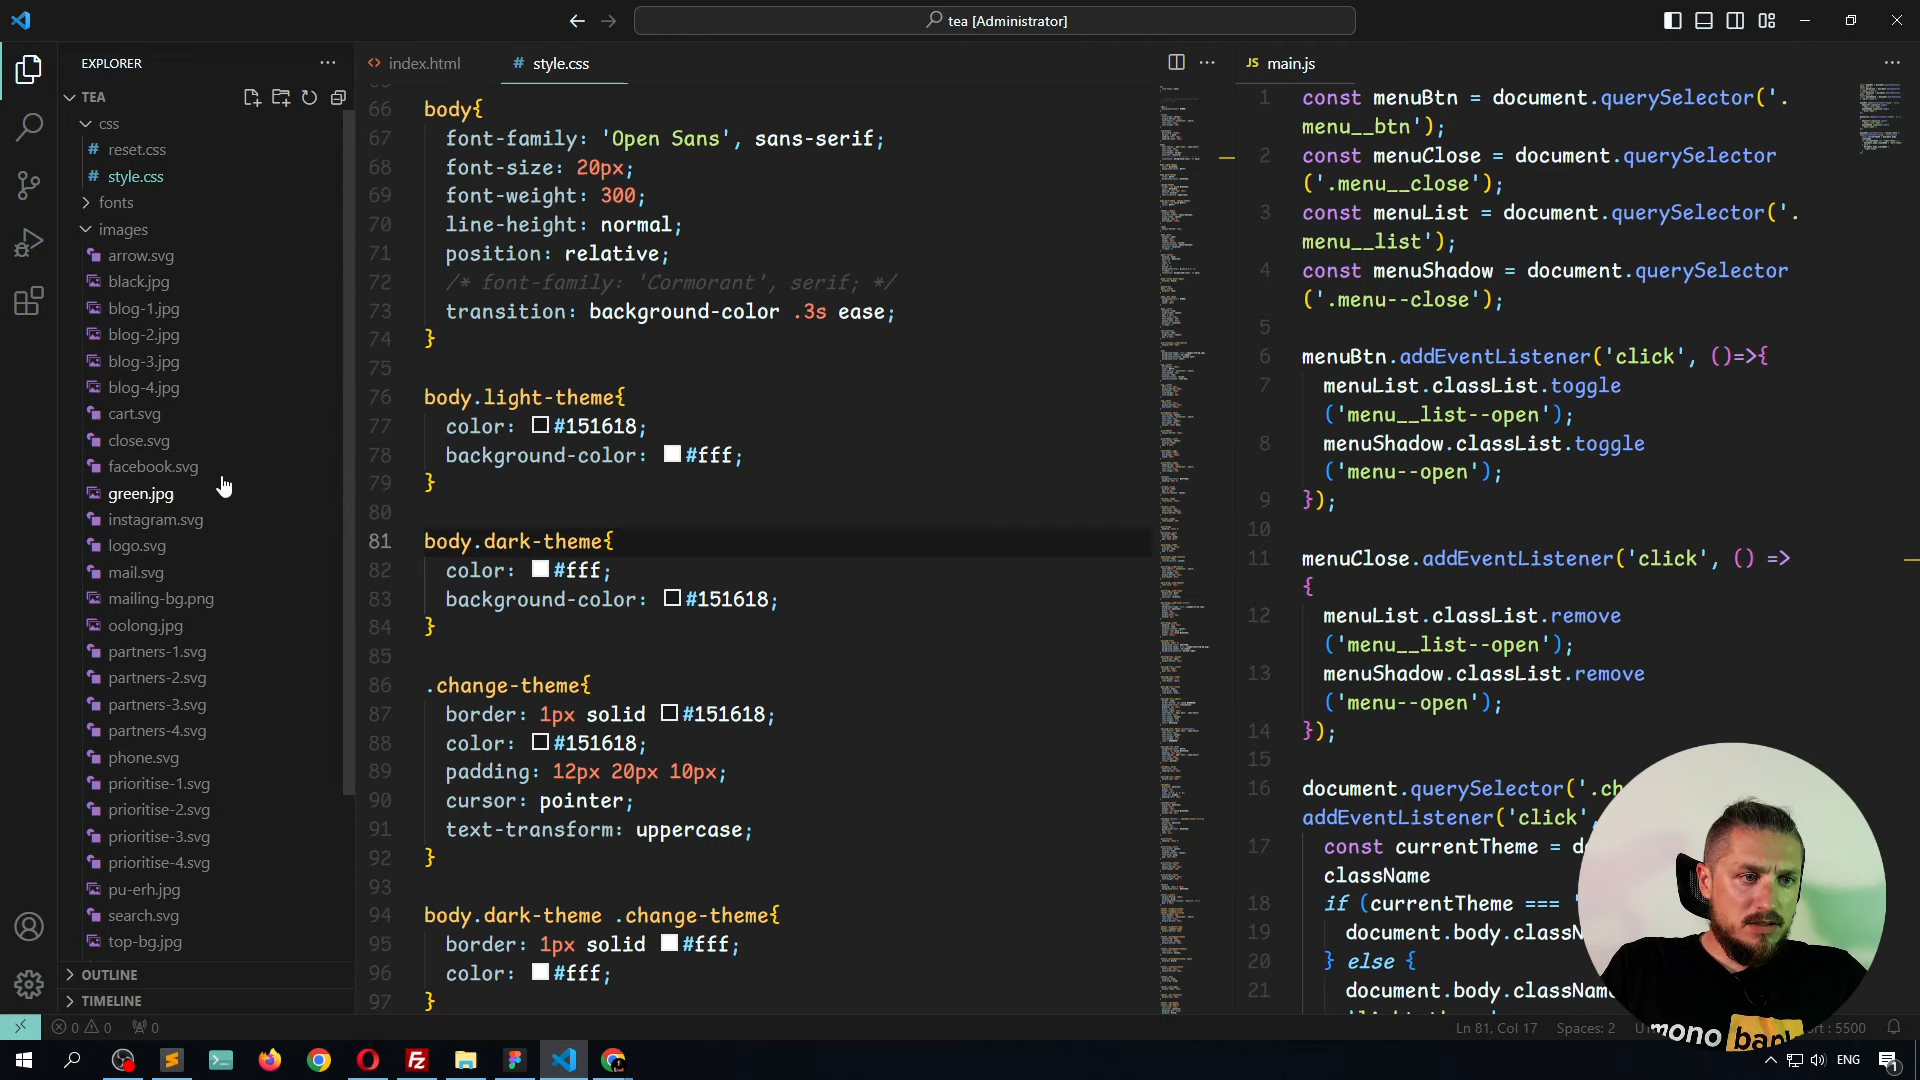 tea [Administrator]
EXPLORER
TEA
css
reset.css
style.css
fonts
images
arrow.svg
black.jpg
blog-1.jpg
blog-2.jpg
blog-3.jpg
blog-4.jpg
cart.svg
close.svg
facebook.svg
green.jpg
instagram.svg
logo.svg
mail.svg
mailing-bg.png
oolong.jpg
partners-1.svg
partners-2.svg
partners-3.svg
partners-4.svg
phone.svg
prioritise-1.svg
prioritise-2.svg
prioritise-3.svg
prioritise-4.svg
pu-erh.jpg
search.svg
top-bg.jpg
OUTLINE
TIMELINE
index.html
# style.css
66 body{
67 font-family: 'Open Sans', sans-serif;
68 font-size: 20px;
69 font-weight: 300;
70 line-height: normal;
71 position: relative;
72 /* font-family: 'Cormorant', serif; */
73 transition: background-color .3s ease;
74 }
75
76 body.light-theme{
77 color: #151618;
78 background-color: #fff;
79 }
80
81 body.dark-theme{
82 color: #fff;
83 background-color: #151618;
84 }
85
86 .change-theme{
87 border: 1px solid #151618;
88 color: #151618;
89 padding: 12px 20px 10px;
90 cursor: pointer;
91 text-transform: uppercase;
92 }
93
94 body.dark-theme .change-theme{
95 border: 1px solid #fff;
96 color: #fff;
97 }
JS main.js
1 const menuBtn = document.querySelector('.
menu__btn');
2 const menuClose = document.querySelector
('.menu__close');
3 const menuList = document.querySelector('.
menu__list');
4 const menuShadow = document.querySelector
('.menu--close');
5
6 menuBtn.addEventListener('click', ()=>{
7 menuList.classList.toggle
('menu__list--open');
8 menuShadow.classList.toggle
('menu--open');
9 });
10
11 menuClose.addEventListener('click', () =>
{
12 menuList.classList.remove
('menu__list--open');
13 menuShadow.classList.remove
('menu--open');
14 });
15
16 document.querySelector('.ch
addEventListener('click',
17 const currentTheme = d
className
18 if (currentTheme === '
19 document.body.classN
20 } else {
21 document.body.className
0 0 0
Ln 81, Col 17 Spaces: 2 ort : 5500
mono bank
ENG
1